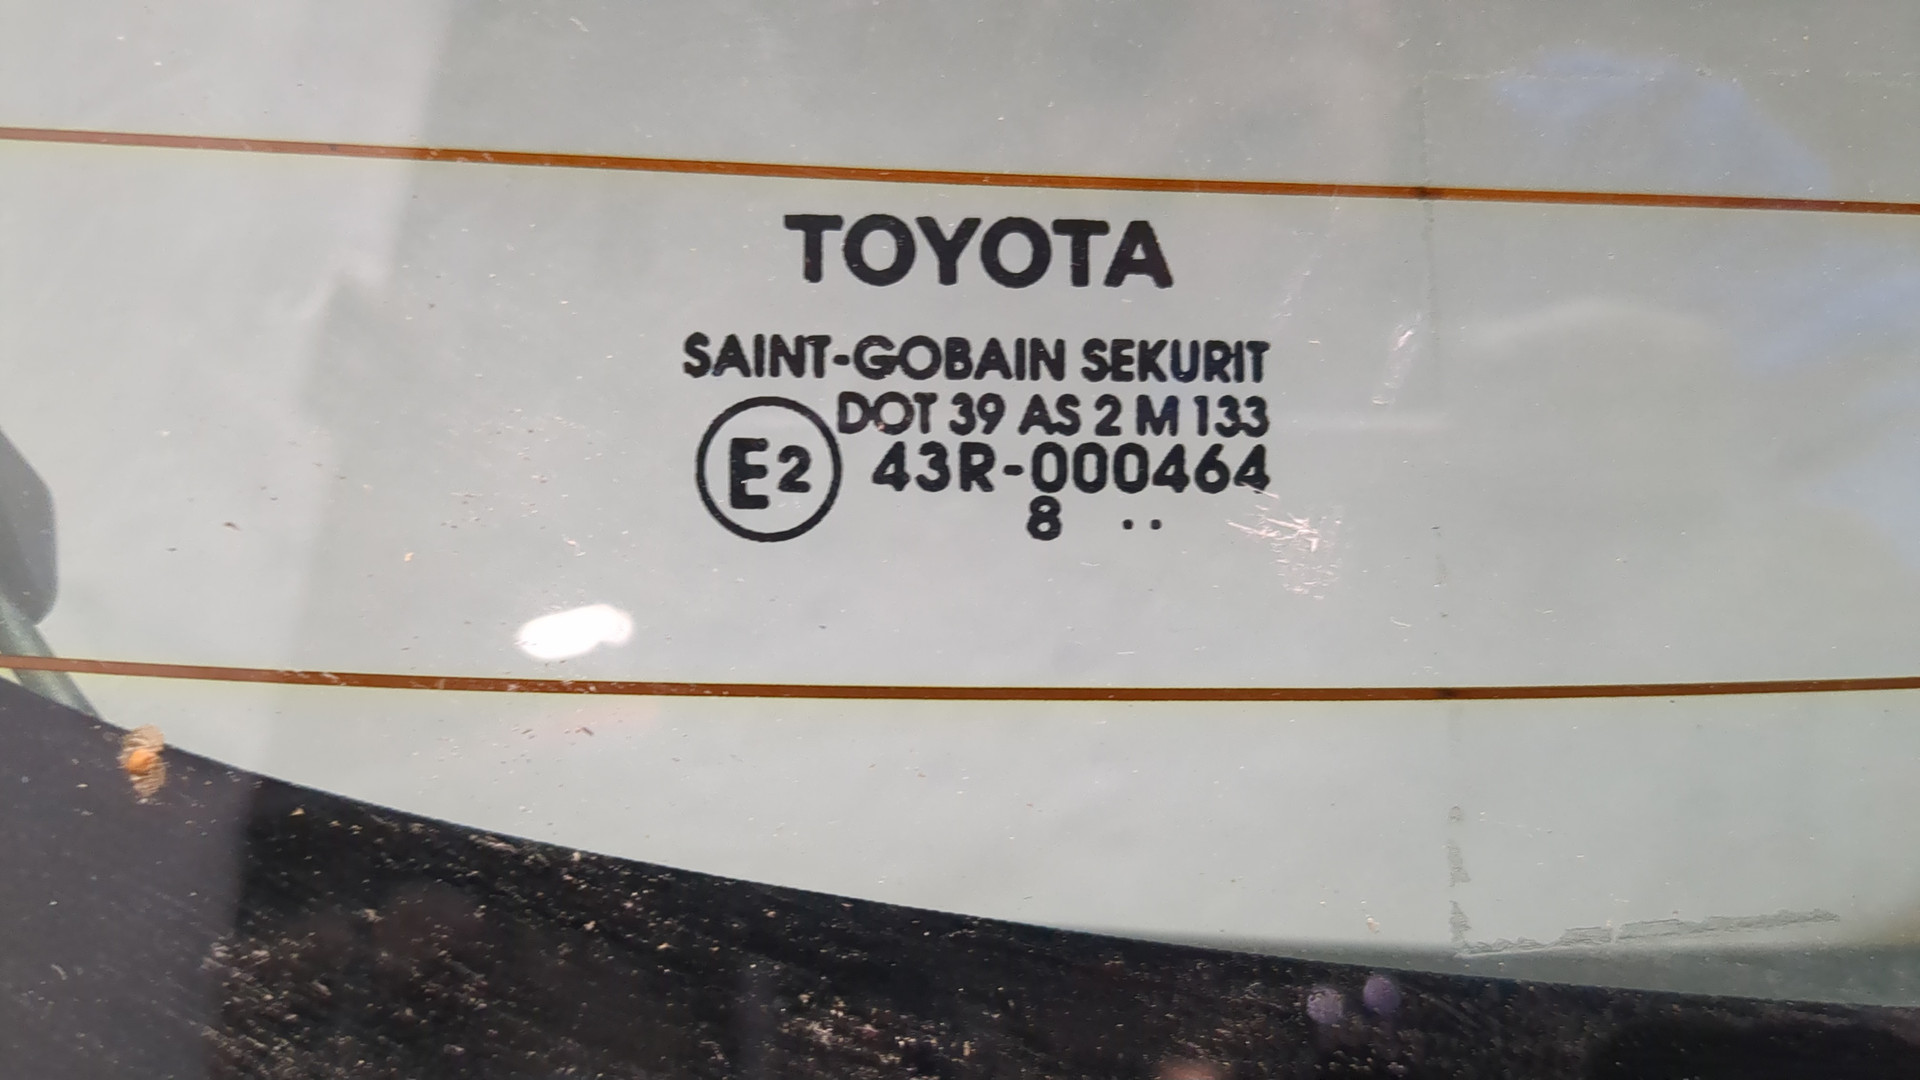 TOYOTA
SAINT-GOBAIN SEKURIT
DOT 39 AS 2 M 133
E2 43R-000464
8 ..